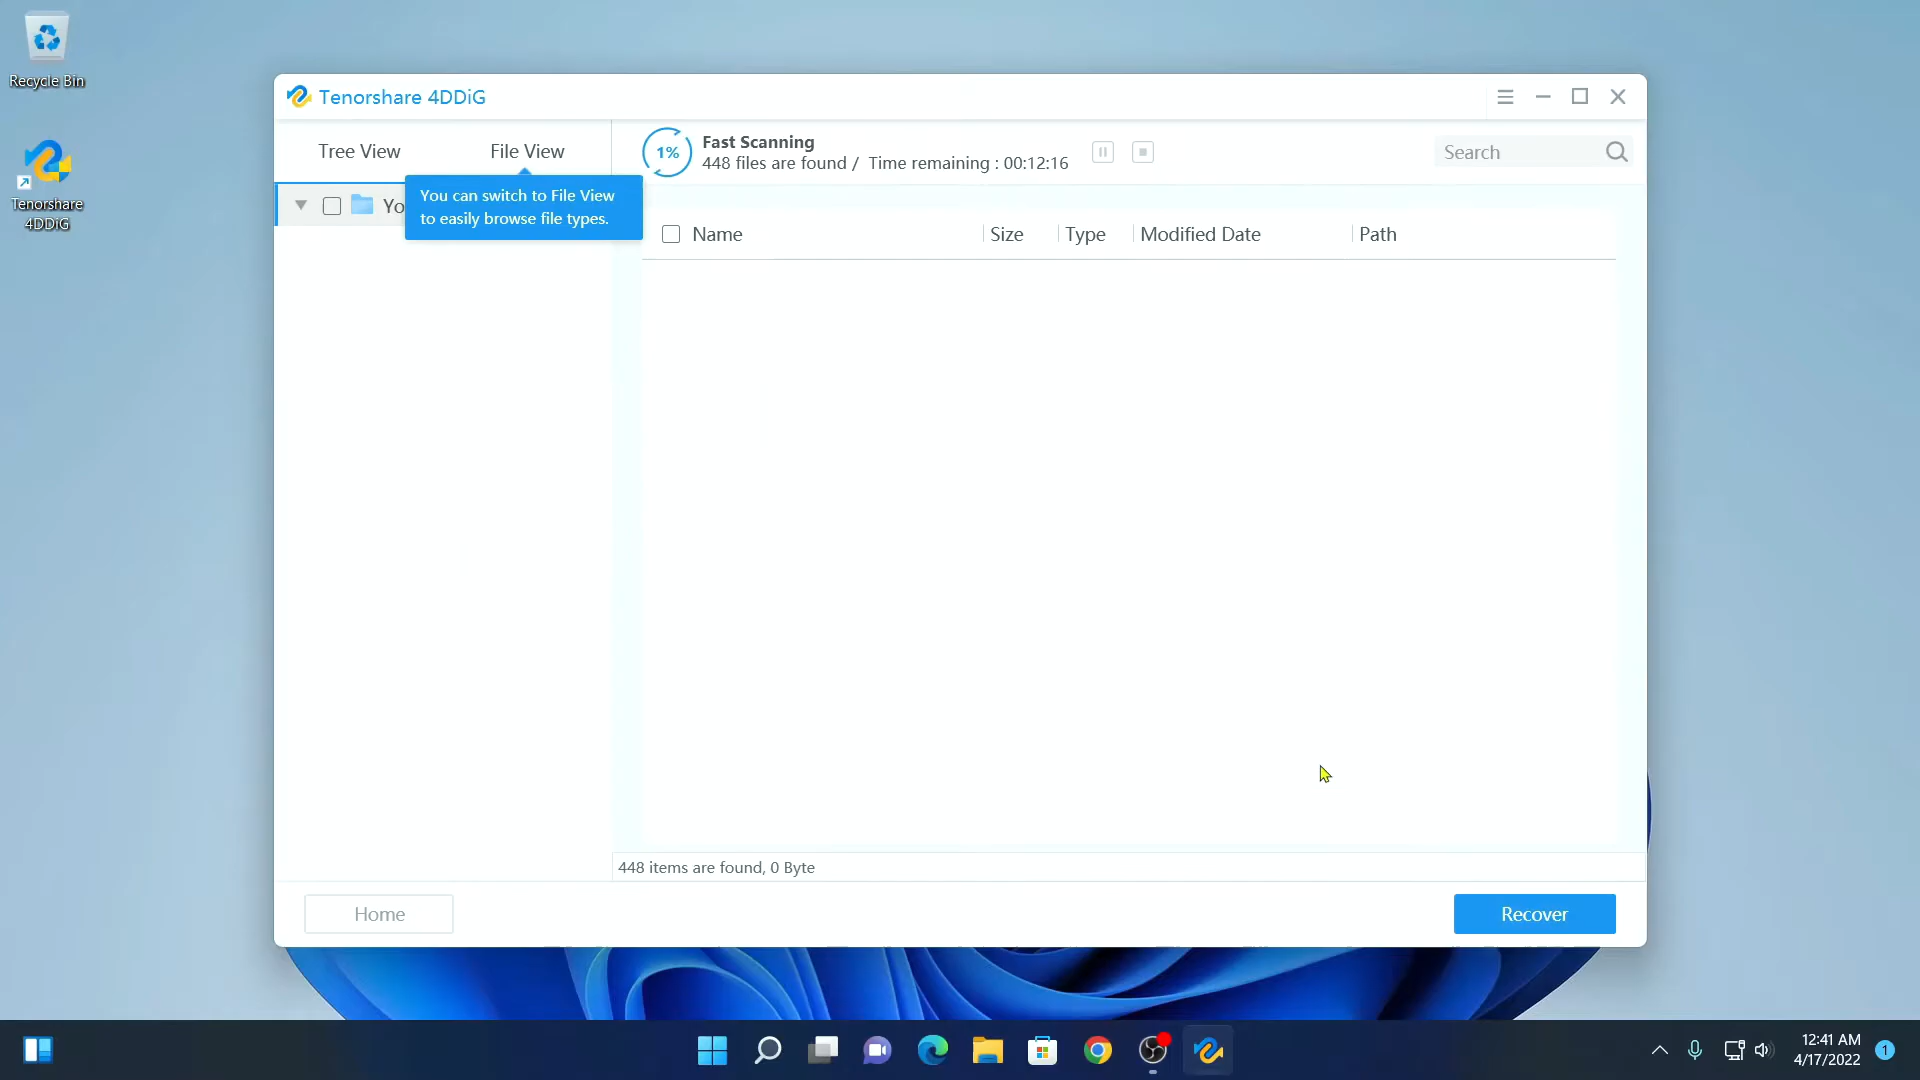 Recycle Bin
Tenorshare
4DDiG
Tenorshare 4DDiG
Tree View
File View
1%
Fast Scanning
448 files are found / Time remaining : 00:12:16
Search
Yo
You can switch to File View
to easily browse file types.
Name
Size
Type
Modified Date
Path
448 items are found, 0 Byte
Home
Recover
12:41 AM
4/17/2022
1